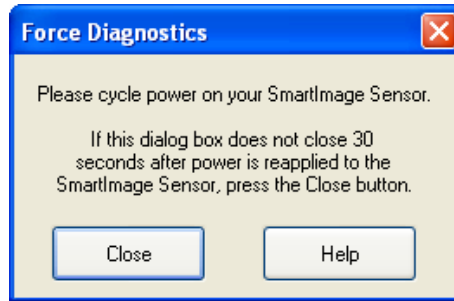 Force Diagnostics
Please cycle power on your SmartImage Sensor.
If this dialog box does not close 30
seconds after power is reapplied to the
SmartImage Sensor, press the Close button.
Close
Help